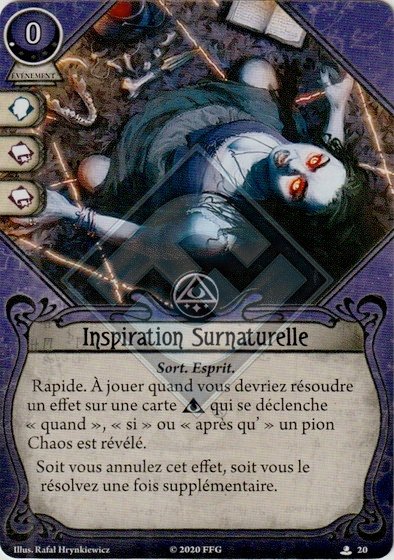 0
ÉVÉNEMENT
Inspiration Surnaturelle
Sort. Esprit.
Rapide. À jouer quand vous devriez résoudre
un effet sur une carte qui se déclenche
« quand », « si » ou « après qu' » un pion
Chaos est révélé.
Soit vous annulez cet effet, soit vous le
résolvez une fois supplémentaire.
Illus. Rafał Hrynkiewicz
© 2020 FFG
20